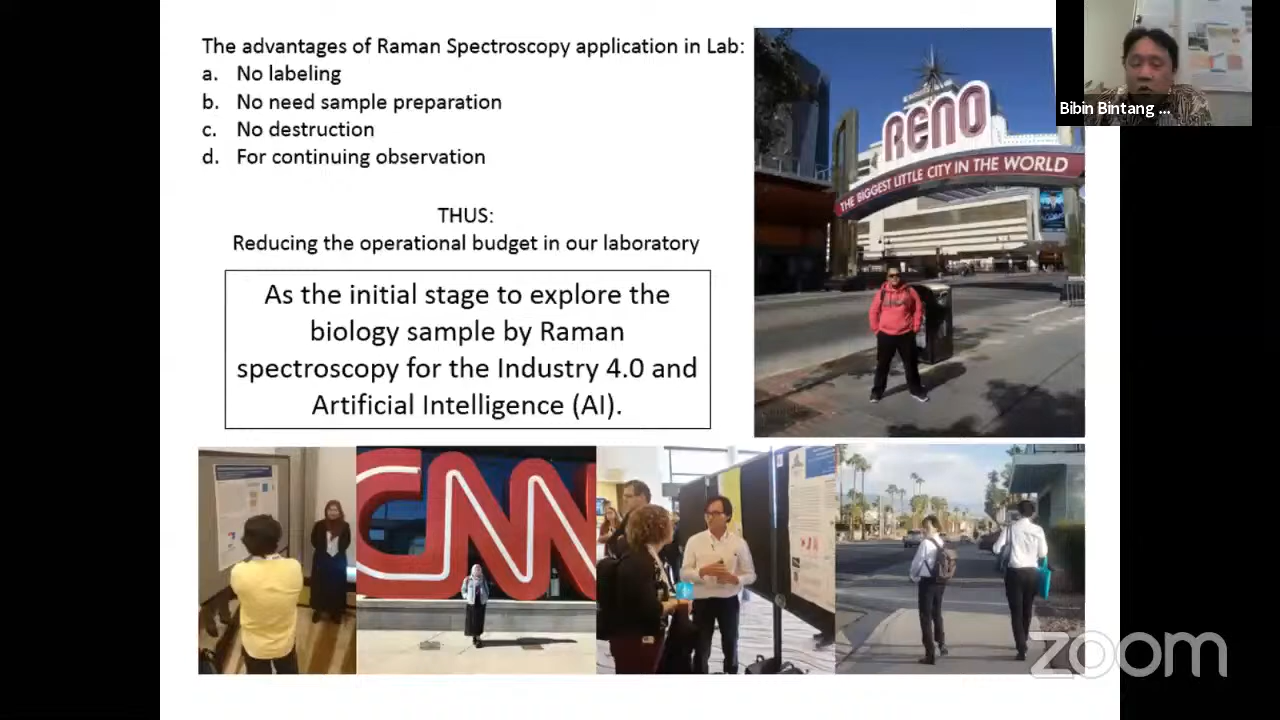 The advantages of Raman Spectroscopy application in Lab:
a. No labeling
b. No need sample preparation
c. No destruction
d. For continuing observation
THUS:
Reducing the operational budget in our laboratory
As the initial stage to explore the
biology sample by Raman
spectroscopy for the Industry 4.0 and
Artificial Intelligence (AI).
RENO
THE BIGGEST LITTLE CITY IN THE WORLD
Bibin Bintang ...
CNN
zoom